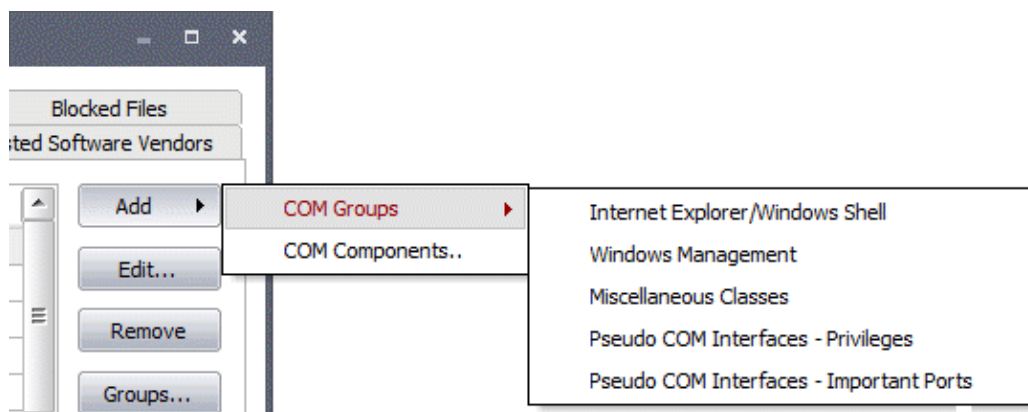 Blocked Files
sted Software Vendors
Add
COM Groups
Internet Explorer/Windows Shell
COM Components..
Windows Management
Edit...
Miscellaneous Classes
Remove
Pseudo COM Interfaces - Privileges
Pseudo COM Interfaces - Important Ports
Groups...